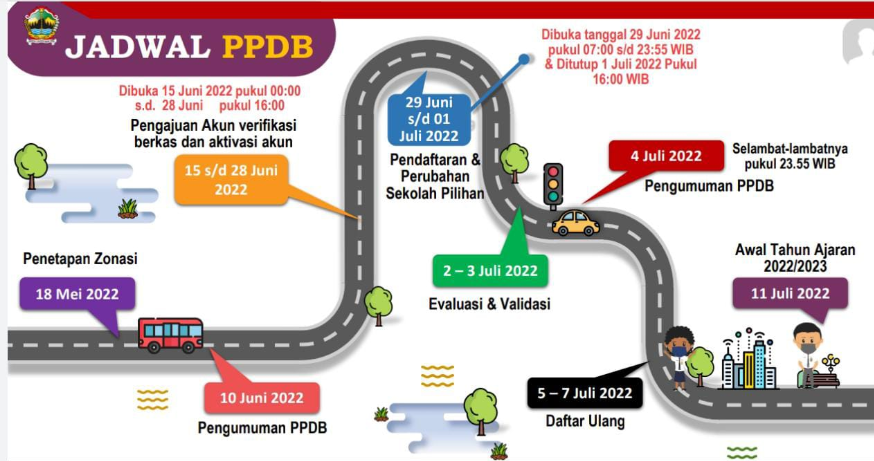 JADWAL PPDB
Dibuka 15 Juni 2022 pukul 00:00
s.d. 28 Juni pukul 16:00
Pengajuan Akun verifikasi
berkas dan aktivasi akun
15 s/d 28 Juni
2022
Dibuka tanggal 29 Juni 2022
pukul 07:00 s/d 23:55 WIB
& Ditutup 1 Juli 2022 Pukul
16:00 WIB
29 Juni
s/d 01
Juli 2022
Pendaftaran &
Perubahan
Sekolah Pilihan
4 Juli 2022
Selambat-lambatnya
pukul 23.55 WIB
Pengumuman PPDB
Penetapan Zonasi
18 Mei 2022
2 – 3 Juli 2022
Evaluasi & Validasi
Awal Tahun Ajaran
2022/2023
11 Juli 2022
10 Juni 2022
Pengumuman PPDB
5 – 7 Juli 2022
Daftar Ulang